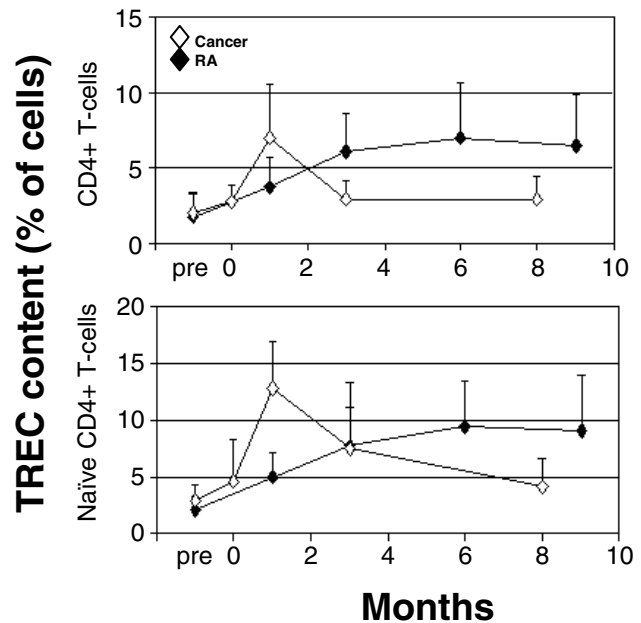 TREC content (% of cells)
CD4+ T-cells
15
10
5
0
Cancer
RA
pre 0 2 4 6 8 10
Naïve CD4+ T-cells
20
15
10
5
0
pre 0 2 4 6 8 10
Months